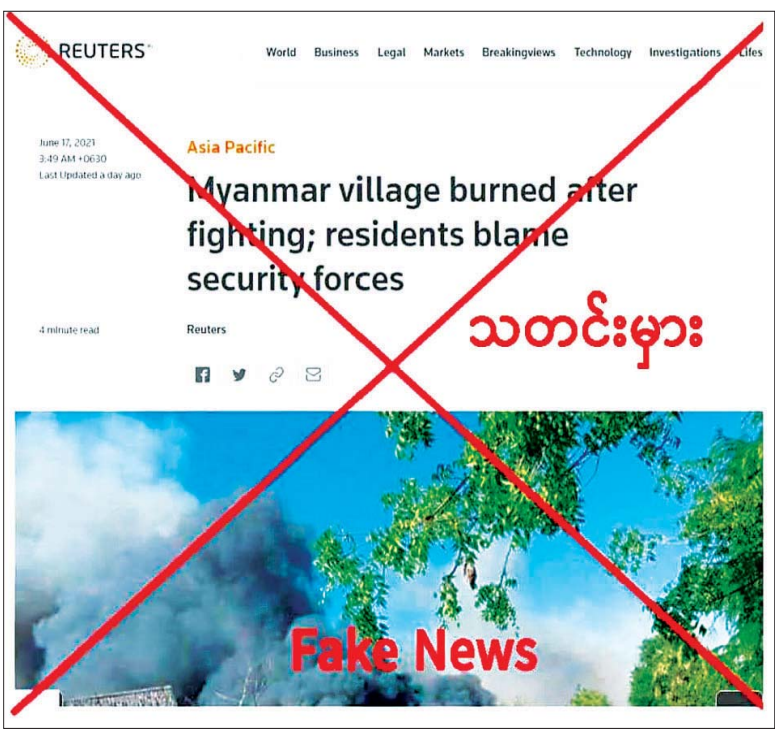 REUTERS
World Business Legal Markets Breakingviews Technology Investigations Lifes
June 17, 2021
3:49 AM +0630
Last Updated a day ago
Asia Pacific
Myanmar village burned after
fighting; residents blame
security forces
သတင်းမှား
4 minute read
Reuters
Fake News